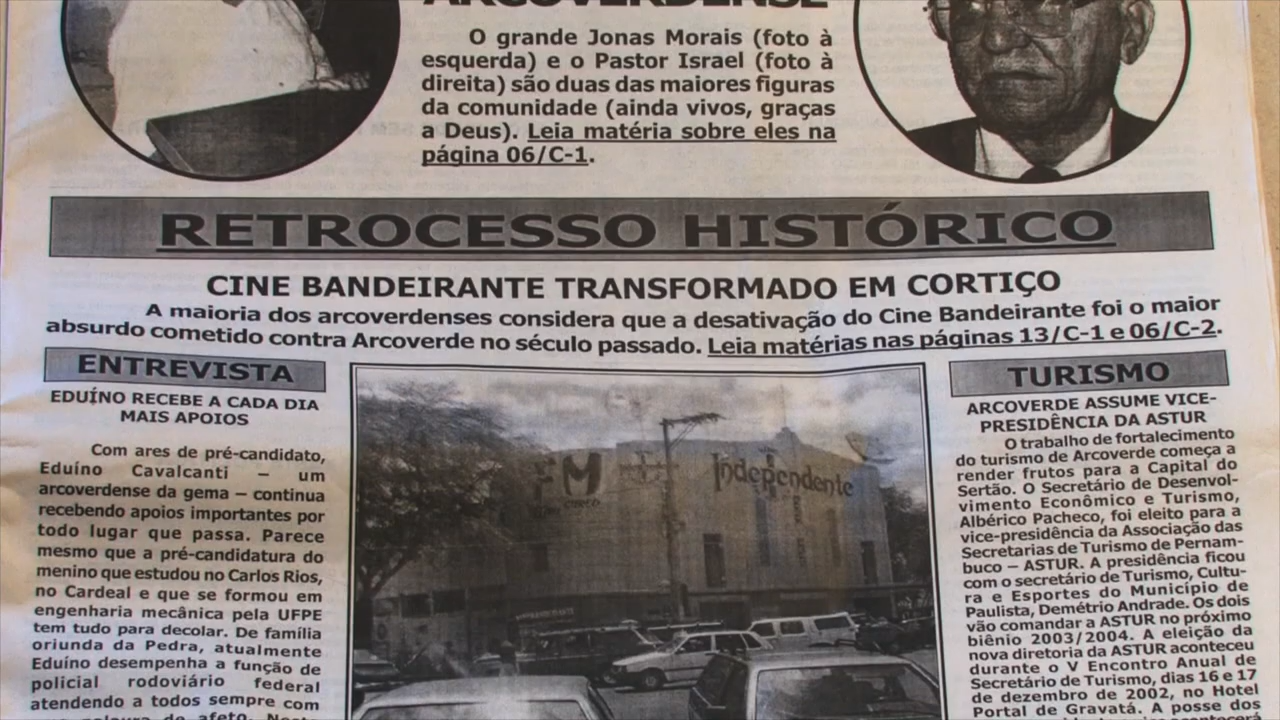 ARCOVERDENSE
O grande Jonas Morais (foto à
esquerda) e o Pastor Israel (foto à
direita) são duas das maiores figuras
da comunidade (ainda vivos, graças
a Deus). Leia matéria sobre eles na
página 06/C-1.
RETROCESSO HISTÓRICO
CINE BANDEIRANTE TRANSFORMADO EM CORTIÇO
A maioria dos arcoverdenses considera que a desativação do Cine Bandeirante foi o maior
absurdo cometido contra Arcoverde no século passado. Leia matérias nas páginas 13/C-1 e 06/C-2.
ENTREVISTA
EDUÍNO RECEBE A CADA DIA
MAIS APOIOS
Com ares de pré-candidato,
Eduíno Cavalcanti – um
arcoverdense da gema – continua
recebendo apoios importantes por
todo lugar que passa. Parece
mesmo que a pré-candidatura do
menino que estudou no Carlos Rios,
no Cardeal e que se formou em
engenharia mecânica pela UFPE
tem tudo para decolar. De família
oriunda da Pedra, atualmente
Eduíno desempenha a função de
policial rodoviário federal
atendendo a todos sempre com
FM
Independente
TURISMO
ARCOVERDE ASSUME VICE-
PRESIDÊNCIA DA ASTUR
O trabalho de fortalecimento
do turismo de Arcoverde começa a
render frutos para a Capital do
Sertão. O Secretário de Desenvol-
vimento Econômico e Turismo,
Albérico Pacheco, foi eleito para a
vice-presidência da Associação das
Secretarias de Turismo de Pernam-
buco – ASTUR. A presidência ficou
com o secretário de Turismo, Cultu-
ra e Esportes do Município de
Paulista, Demétrio Andrade. Os dois
vão comandar a ASTUR no próximo
biênio 2003/2004. A eleição da
nova diretoria da ASTUR aconteceu
durante o V Encontro Anual de
Secretário de Turismo, dias 16 e 17
de dezembro de 2002, no Hotel
Portal de Gravatá. A posse dos